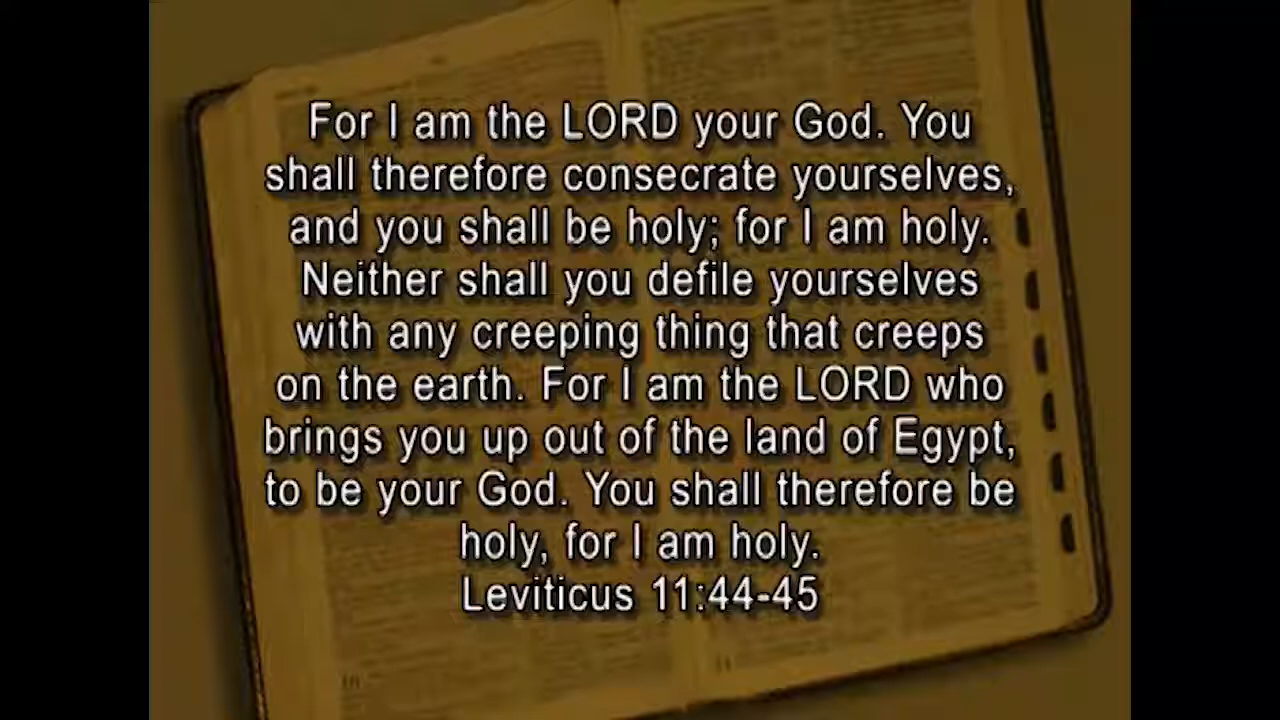 For I am the LORD your God. You
shall therefore consecrate yourselves,
and you shall be holy; for I am holy.
Neither shall you defile yourselves
with any creeping thing that creeps
on the earth. For I am the LORD who
brings you up out of the land of Egypt,
to be your God. You shall therefore be
holy, for I am holy.
Leviticus 11:44-45